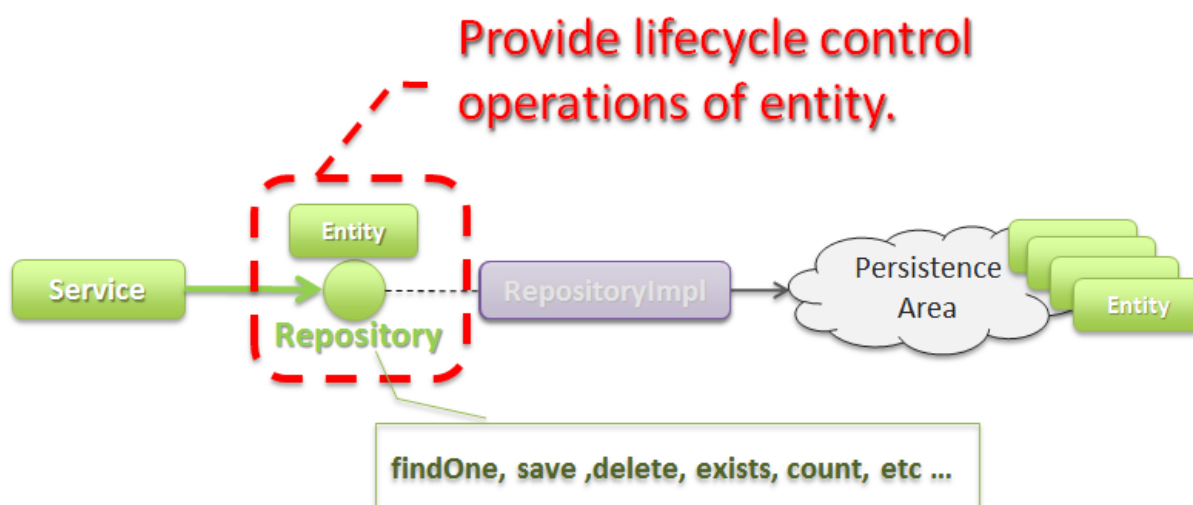 Provide lifecycle control
operations of entity.
Entity
Service
Repository
RepositoryImpl
Persistence
Area
Entity
findOne, save ,delete, exists, count, etc ...